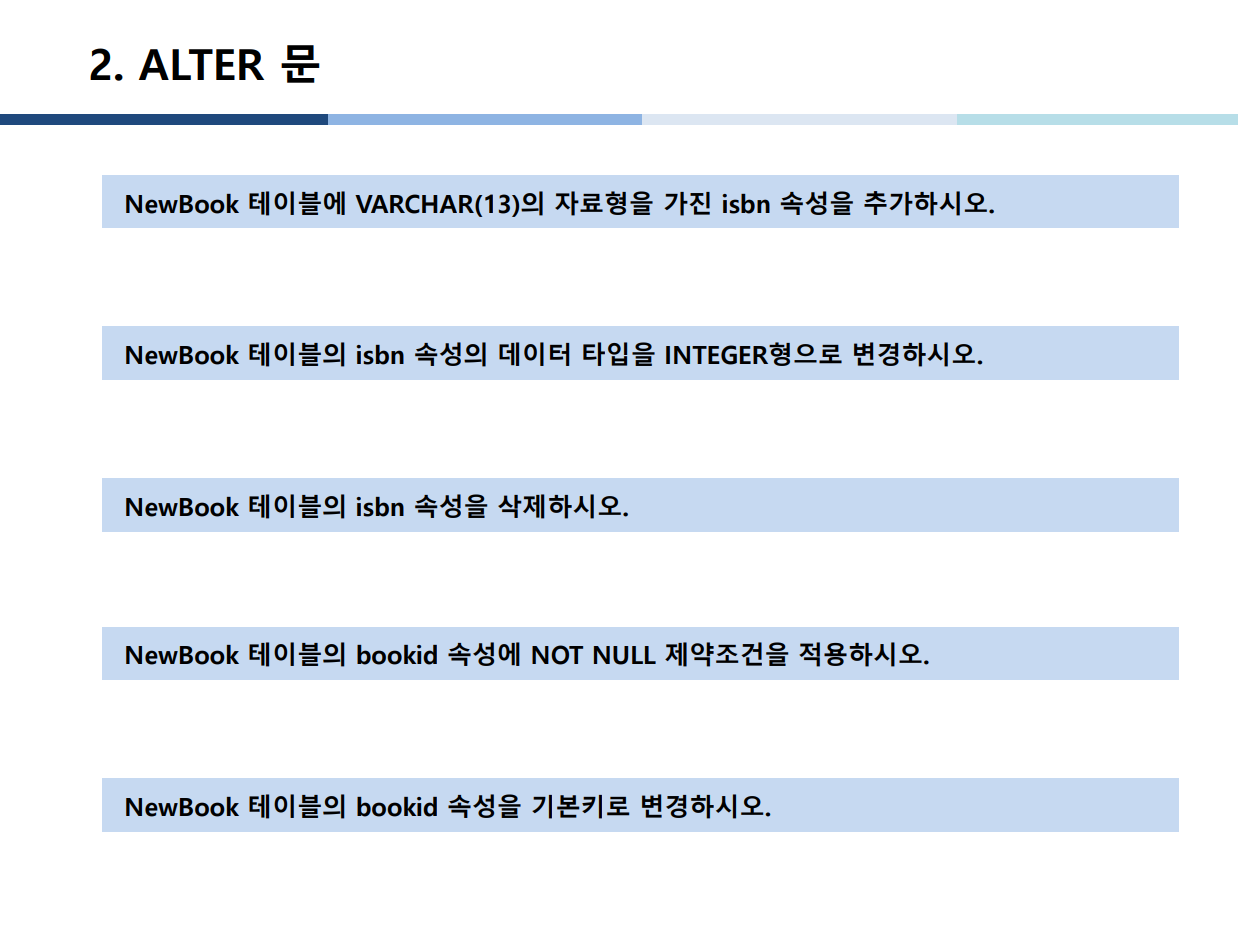 2. ALTER 문
NewBook 테이블에 VARCHAR(13)의 자료형을 가진 isbn 속성을 추가하시오.
NewBook 테이블의 isbn 속성의 데이터 타입을 INTEGER형으로 변경하시오.
NewBook 테이블의 isbn 속성을 삭제하시오.
NewBook 테이블의 bookid 속성에 NOT NULL 제약조건을 적용하시오.
NewBook 테이블의 bookid 속성을 기본키로 변경하시오.